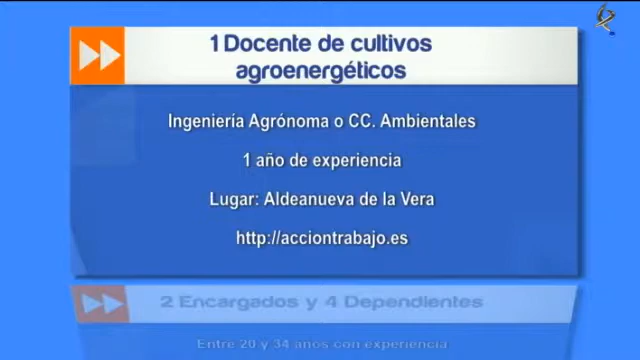 1 Docente de cultivos
agroenergéticos
Ingeniería Agrónoma o CC. Ambientales
1 año de experiencia
Lugar: Aldeanueva de la Vera
http://acciontrabajo.es
2 Encargados y 4 Dependientes
Entre 20 y 34 años con experiencia